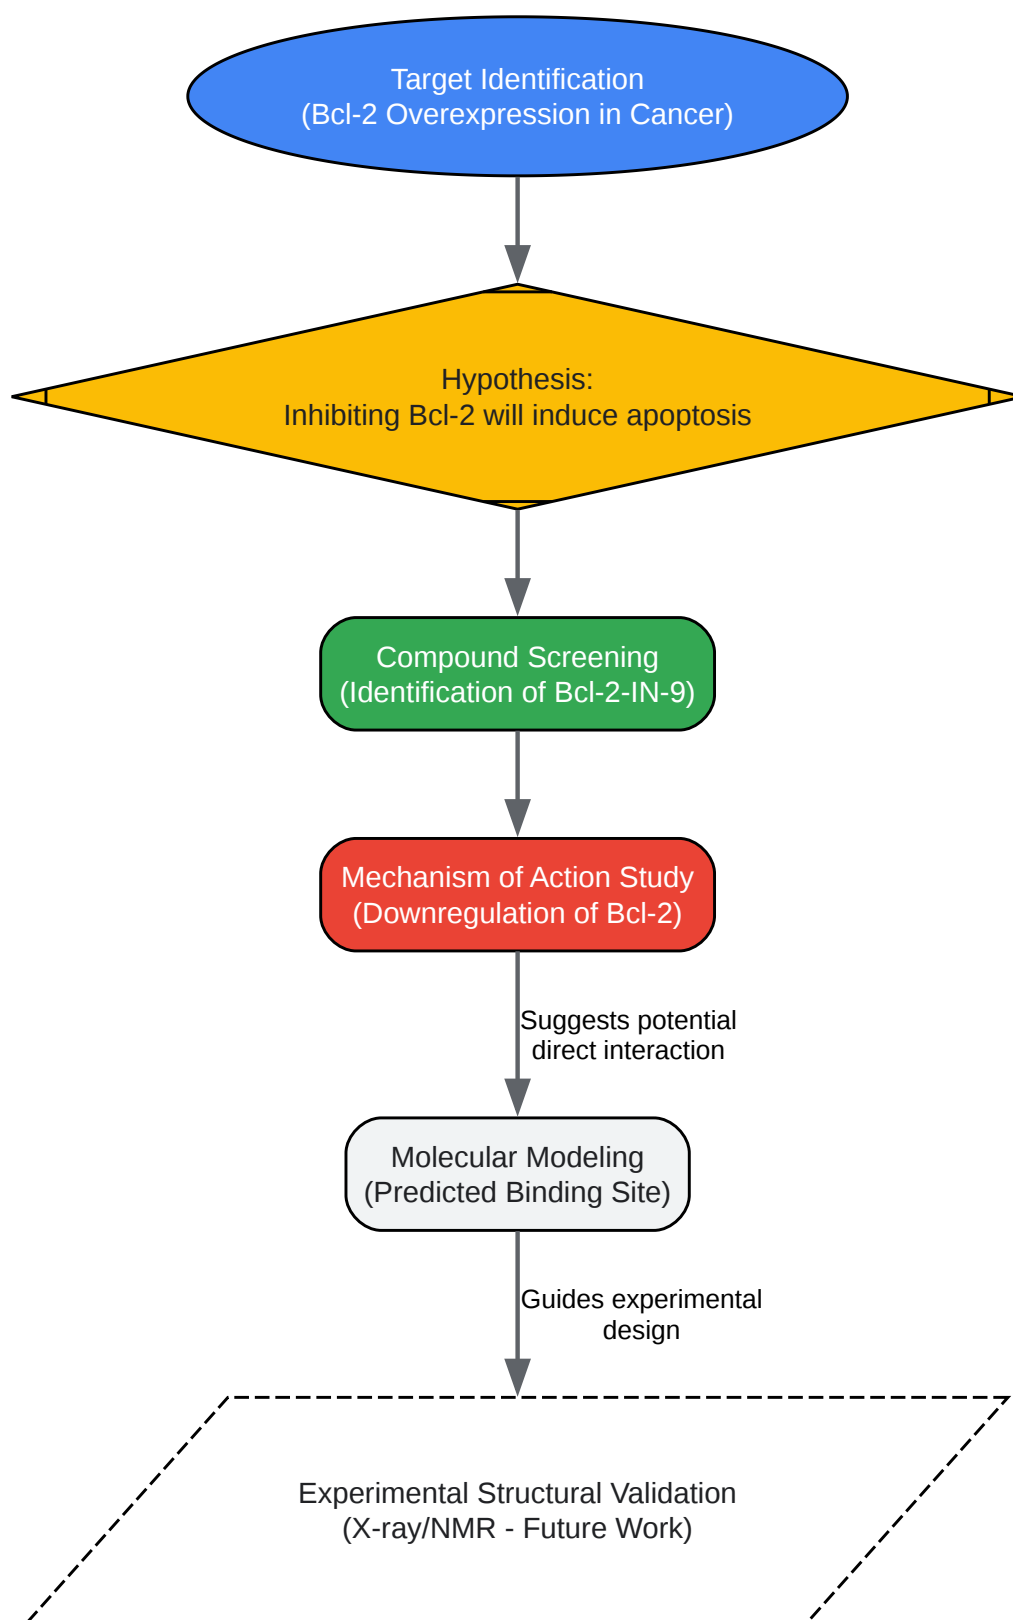 Target Identification
(Bcl-2 Overexpression in Cancer)
Hypothesis:
Inhibiting Bcl-2 will induce apoptosis
Compound Screening
(Identification of Bcl-2-IN-9)
Mechanism of Action Study
(Downregulation of Bcl-2)
Suggests potential
direct interaction
Molecular Modeling
(Predicted Binding Site)
Guides experimental
design
Experimental Structural Validation
(X-ray/NMR - Future Work)